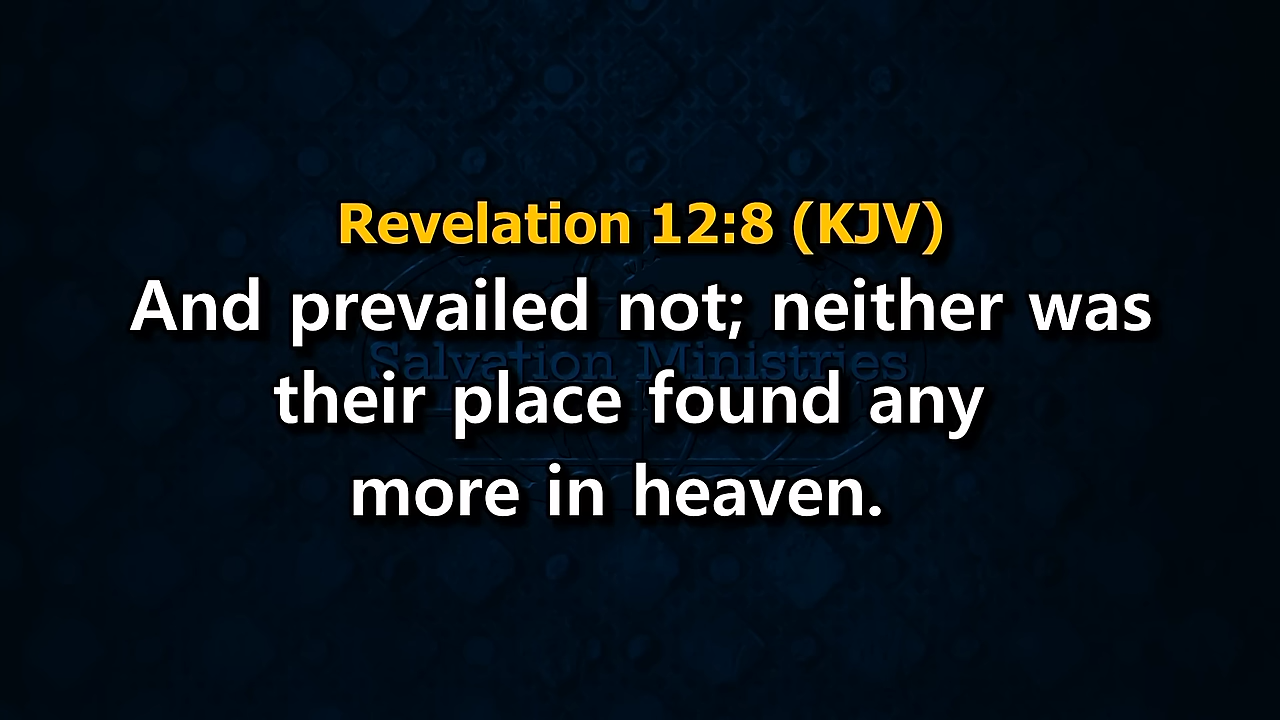 Revelation 12:8 (KJV)
And prevailed not; neither was
Salvation Ministries
their place found any
more in heaven.